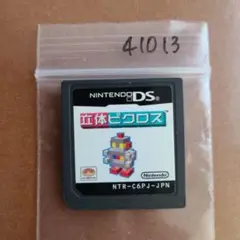 41013
NINTENDO DS
立体ピクロス
Nintendo
NTR-C6PJ-JPN